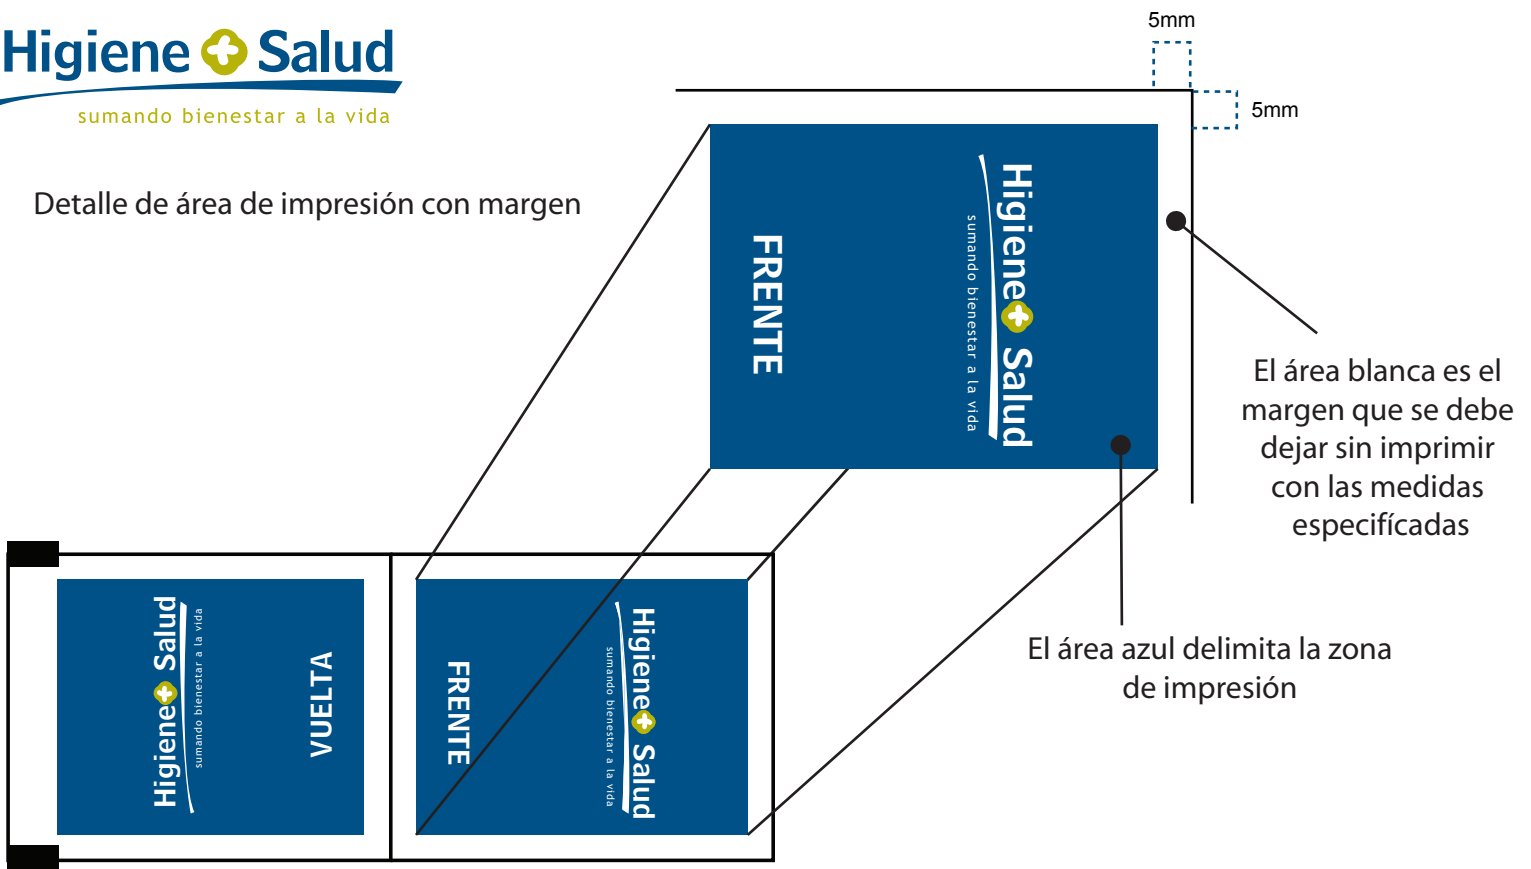 Higiene Salud
sumando bienestar a la vida
Detalle de área de impresión con margen
5mm
5mm
FRENTE
Higiene Salud
sumando bienestar a la vida
El área blanca es el
margen que se debe
dejar sin imprimir
con las medidas
especifícadas
El área azul delimita la zona
de impresión
Higiene Salud
sumando bienestar a la vida
VUELTA
FRENTE
Higiene Salud
sumando bienestar a la vida